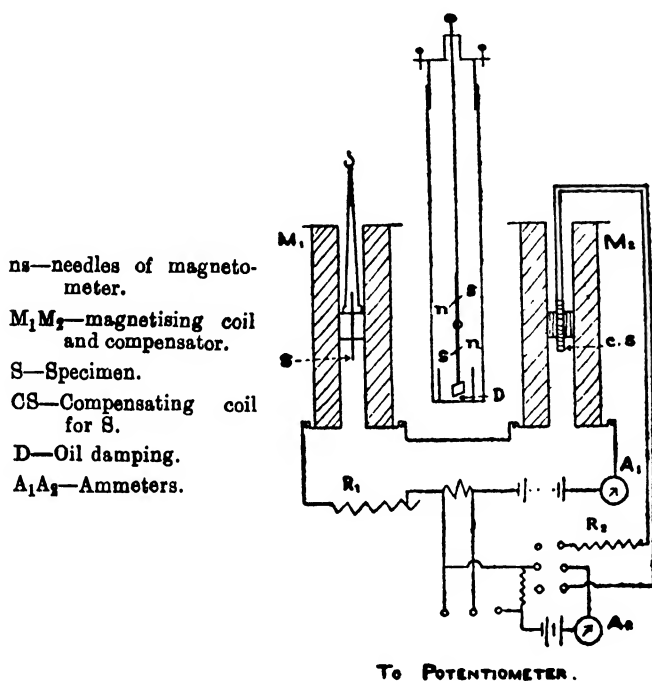 ns—needles of magneto-
meter.
M₁M₂—magnetising coil
and compensator.
S—Specimen.
CS—Compensating coil
for S.
D—Oil damping.
A₁A₂—Ammeters.
M₁
M₂
n
s
s
n
S
c.s
D
A₁
R₁
R₂
A₂
To POTENTIOMETER.